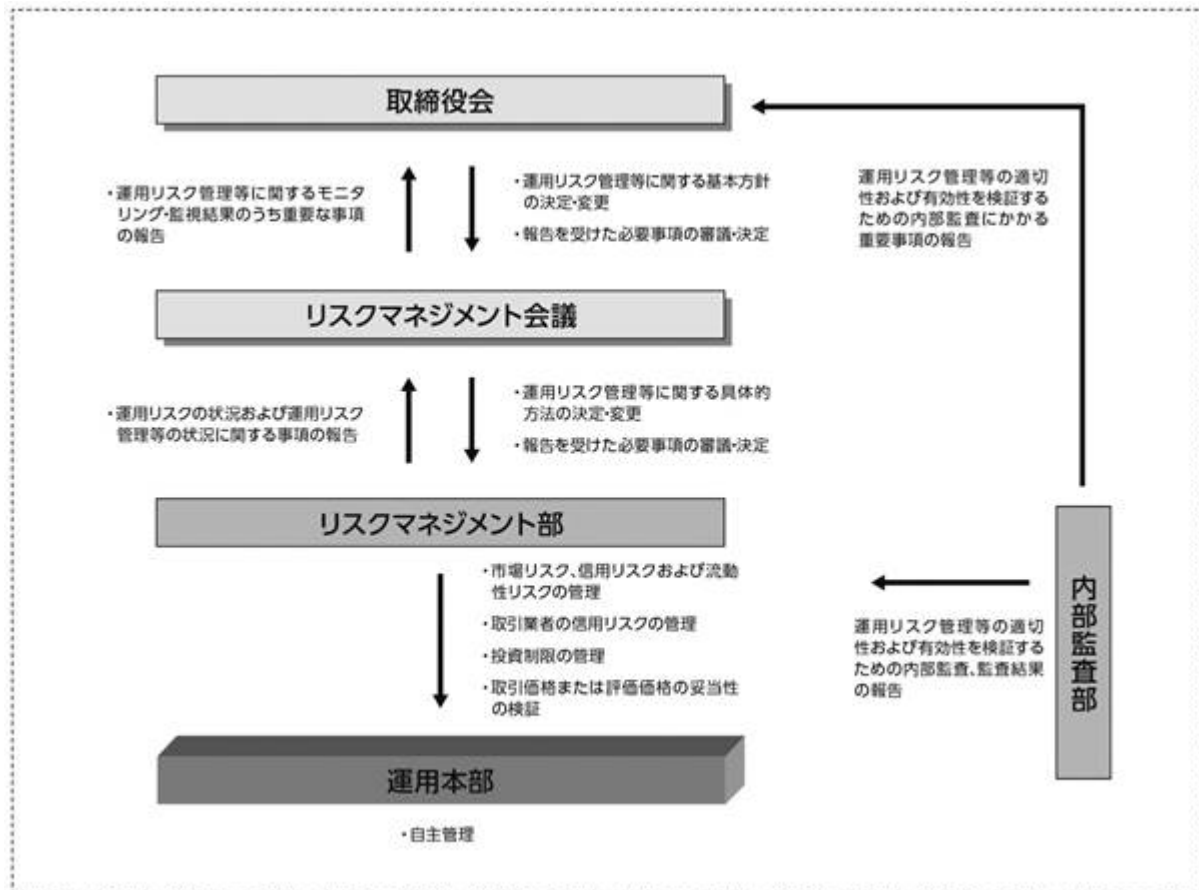 取締役会
・運用リスク管理等に関するモニタ
リング・監視結果のうち重要な事項
の報告
・運用リスク管理等に関する基本方針
の決定・変更
・報告を受けた必要事項の審議・決定
運用リスク管理等の適切
性および有効性を検証す
るための内部監査にかかる
重要事項の報告
リスクマネジメント会議
・運用リスクの状況および運用リスク
管理等の状況に関する事項の報告
・運用リスク管理等に関する具体的
方法の決定・変更
・報告を受けた必要事項の審議・決定
リスクマネジメント部
・市場リスク、信用リスクおよび流動
性リスクの管理
・取引業者の信用リスクの管理
・投資制限の管理
・取引価格または評価価格の妥当性
の検証
運用リスク管理等の適切
性および有効性を検証する
ための内部監査、監査結果
の報告
内部監査部
運用本部
・自主管理